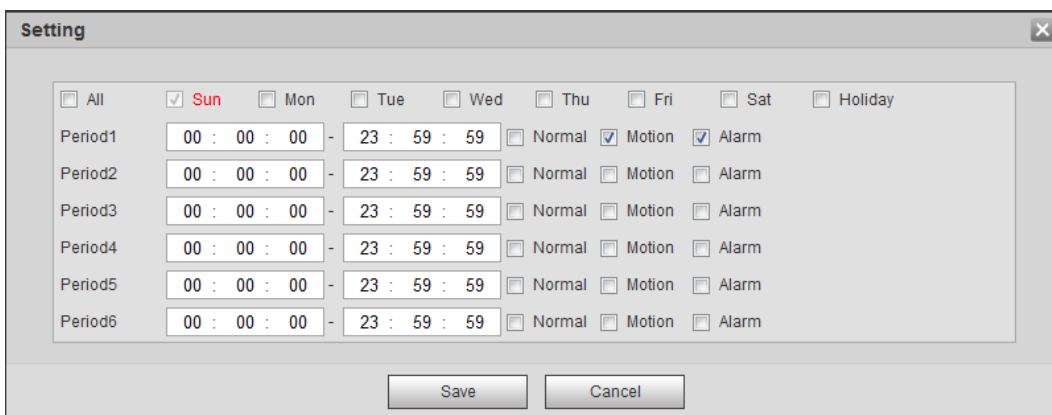 Setting
All Sun Mon Tue Wed Thu Fri Sat Holiday
Period1 00 : 00 : 00 - 23 : 59 : 59 Normal Motion Alarm
Period2 00 : 00 : 00 - 23 : 59 : 59 Normal Motion Alarm
Period3 00 : 00 : 00 - 23 : 59 : 59 Normal Motion Alarm
Period4 00 : 00 : 00 - 23 : 59 : 59 Normal Motion Alarm
Period5 00 : 00 : 00 - 23 : 59 : 59 Normal Motion Alarm
Period6 00 : 00 : 00 - 23 : 59 : 59 Normal Motion Alarm
Save Cancel